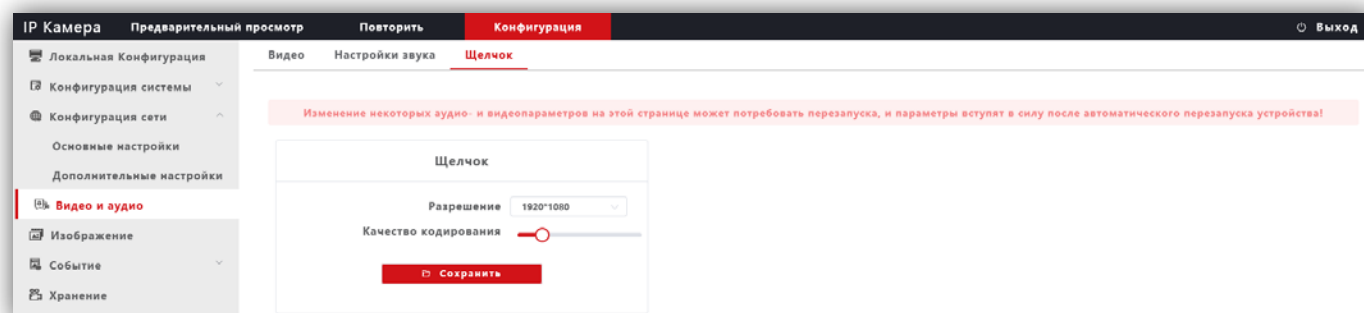 IP Камера Предварительный просмотр Повторить Конфигурация Выход
Локальная Конфигурация
Конфигурация системы
Конфигурация сети
Основные настройки
Дополнительные настройки
Видео и аудио
Изображение
Событие
Хранение
Видео Настройки звука Щелчок
Изменение некоторых аудио- и видеопараметров на этой странице может потребовать перезапуска, и параметры вступят в силу после автоматического перезапуска устройства!
Щелчок
Разрешение 1920*1080
Качество кодирования
Сохранить